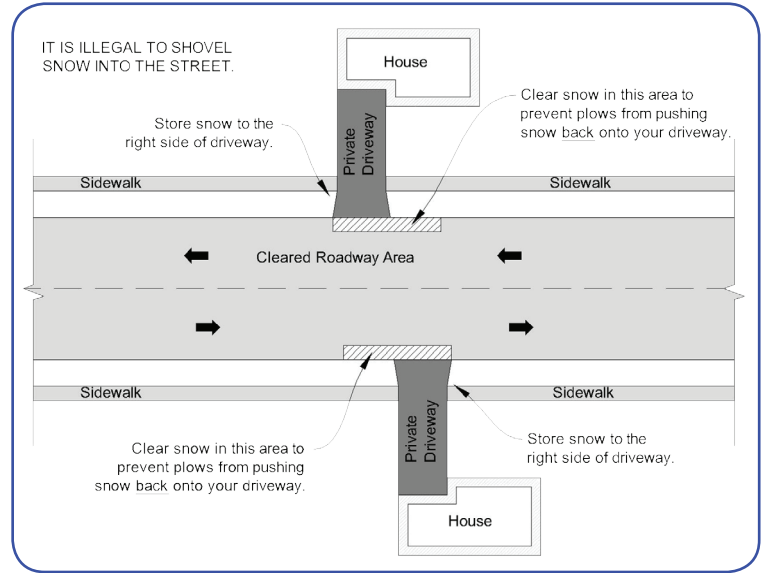 IT IS ILLEGAL TO SHOVEL
SNOW INTO THE STREET.
House
Clear snow in this area to
prevent plows from pushing
snow back onto your driveway.
Store snow to the
right side of driveway.
Private
Driveway
Sidewalk
Sidewalk
Cleared Roadway Area
Sidewalk
Sidewalk
Private
Driveway
Clear snow in this area to
prevent plows from pushing
snow back onto your driveway.
Store snow to the
right side of driveway.
House